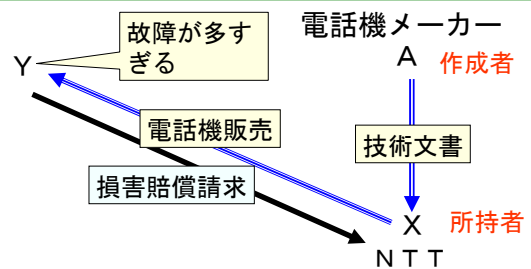 故障が多す
ぎる
Y
電話機メーカー
A
作成者
電話機販売
技術文書
損害賠償請求
X
所持者
ＮＴＴ